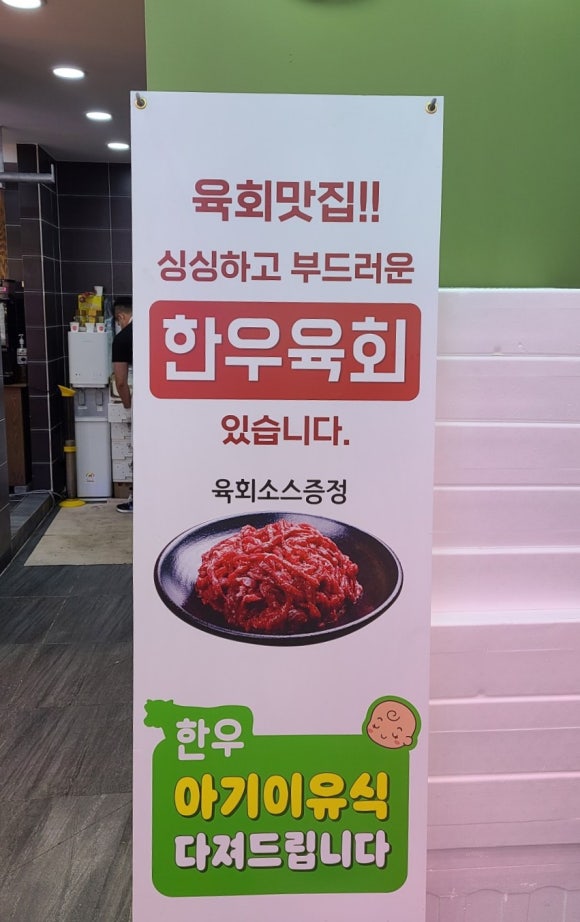 육회맛집!!
싱싱하고 부드러운
한우육회
있습니다.
육회소스증정
한우
아기이유식
다져드립니다